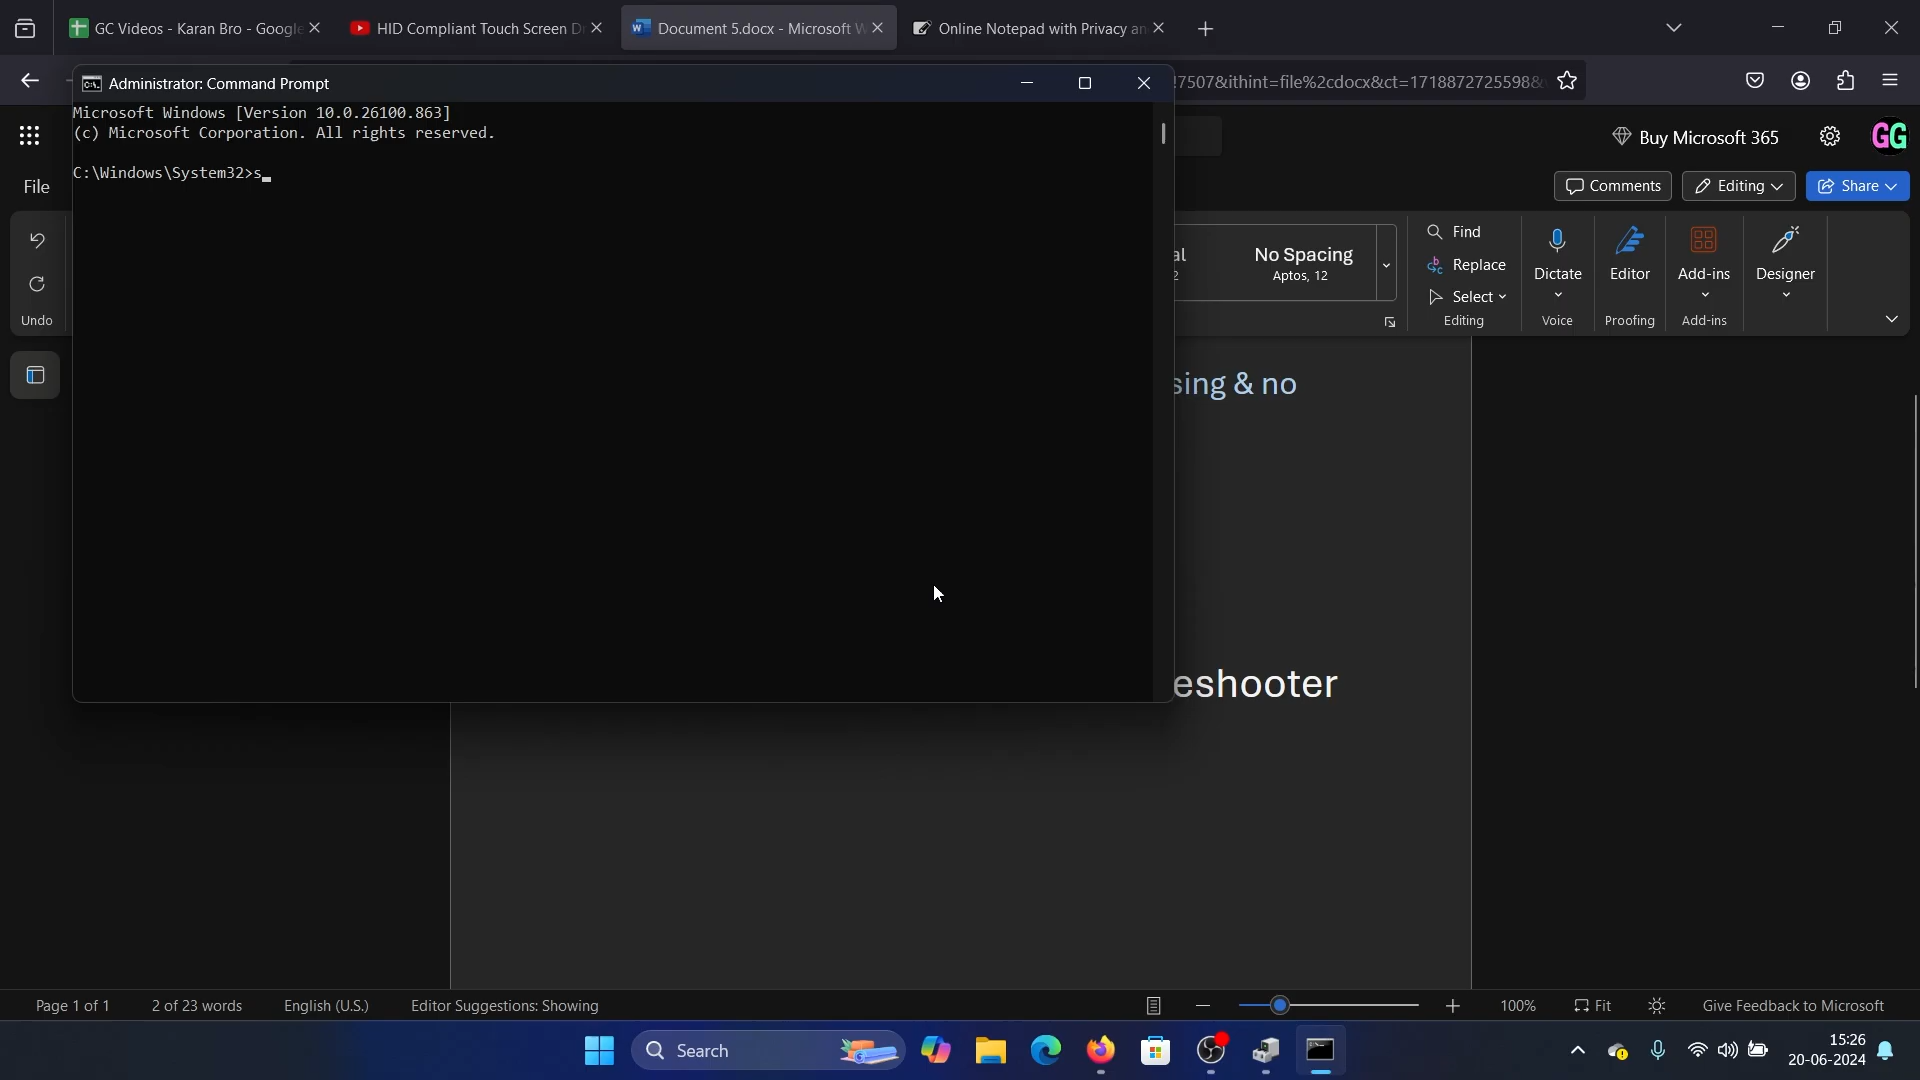 GC Videos - Karan Bro - Google
HID Compliant Touch Screen D
Document 5.docx - Microsoft W
Online Notepad with Privacy an
Administrator: Command Prompt
!7507&ithint=file%2cdocx&ct=1718872725598&
Microsoft Windows [Version 10.0.26100.863]
(c) Microsoft Corporation. All rights reserved.
C:\Windows\System32>s
Buy Microsoft 365
GG
File
Comments
Editing
Share
Undo
al
2
No Spacing
Aptos, 12
Find
Replace
Select
Editing
Dictate
Voice
Editor
Proofing
Add-ins
Add-ins
Designer
sing & no
eshooter
Page 1 of 1
2 of 23 words
English (U.S.)
Editor Suggestions: Showing
100%
Fit
Give Feedback to Microsoft
Search
15:26
20-06-2024